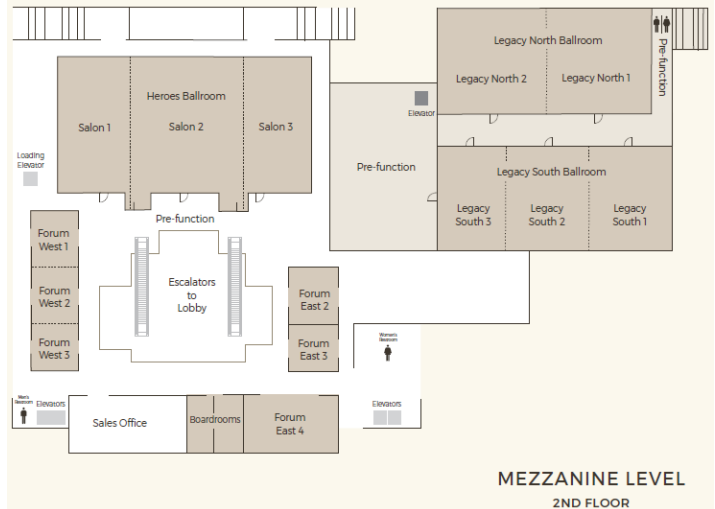 Legacy North Ballroom
Legacy North 2
Legacy North 1
Pre-function
Heroes Ballroom
Salon 1
Salon 2
Salon 3
Elevator
Loading
Elevator
Pre-function
Legacy South Ballroom
Legacy
South 3
Legacy
South 2
Legacy
South 1
Pre-function
Forum
West 1
Forum
West 2
Forum
West 3
Escalators
to
Lobby
Forum
East 2
Forum
East 3
Women's
Restroom
Men's
Restroom
Elevators
Sales Office
Boardrooms
Forum
East 4
Elevators
MEZZANINE LEVEL
2ND FLOOR